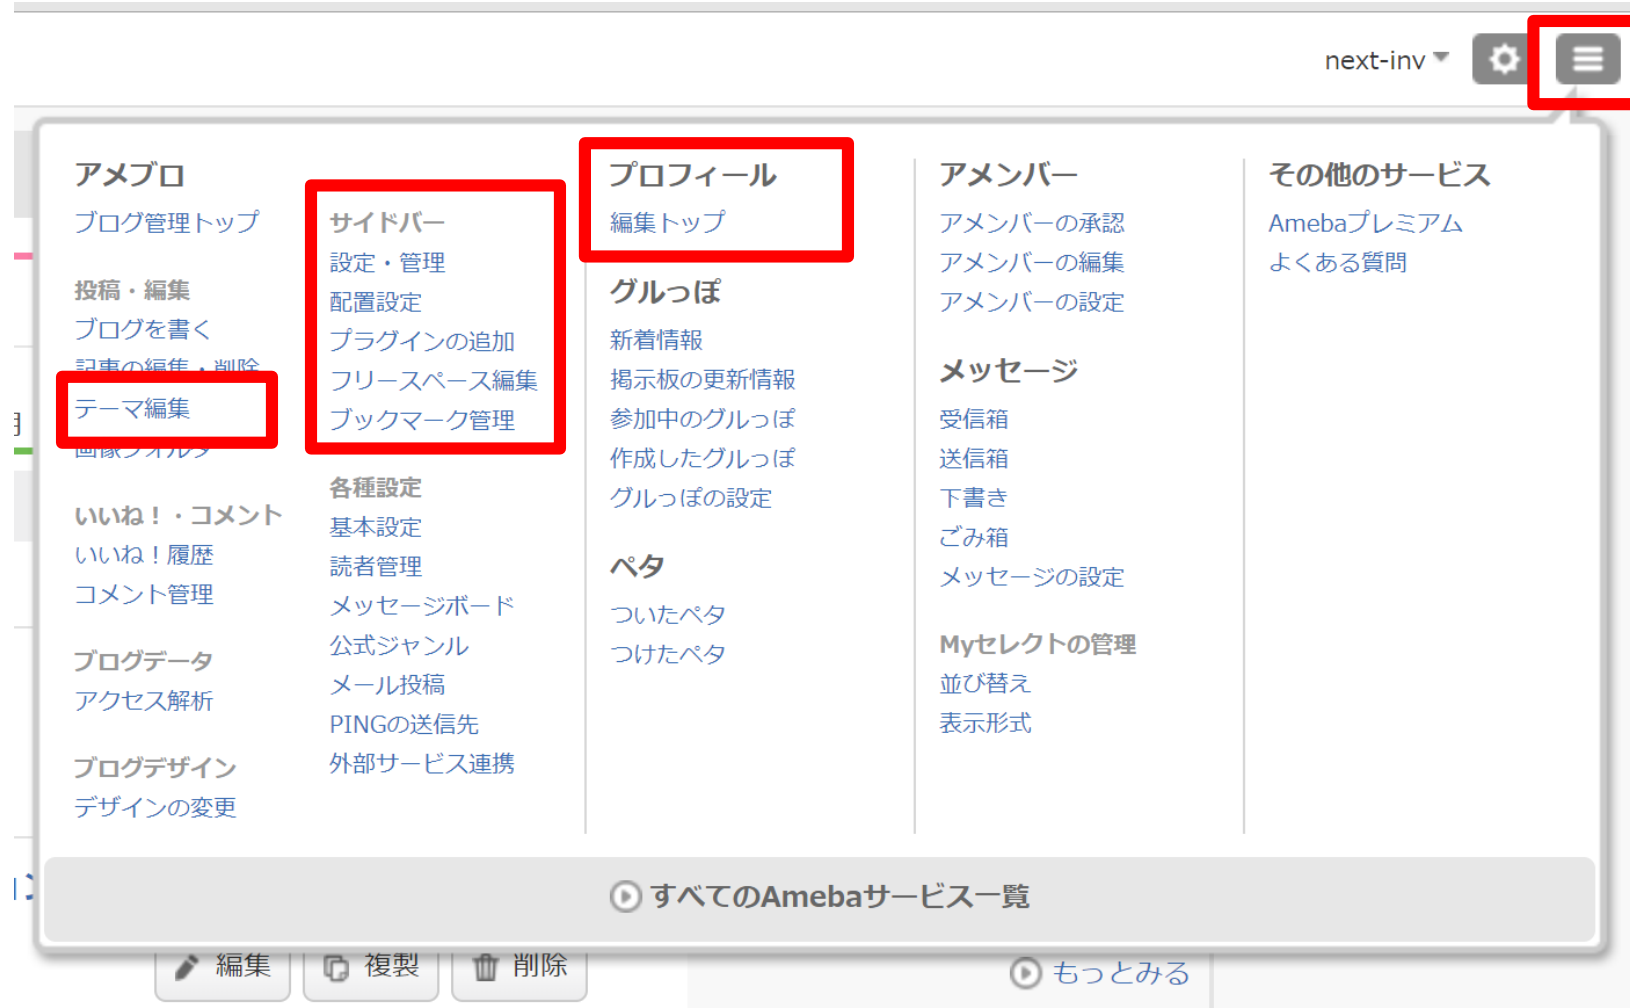 next-inv
アメブロ
ブログ管理トップ
投稿・編集
ブログを書く
記事の編集・削除
テーマ編集
画像フォルダ
いいね！・コメント
いいね！履歴
コメント管理
ブログデータ
アクセス解析
ブログデザイン
デザインの変更
サイドバー
設定・管理
配置設定
プラグインの追加
フリースペース編集
ブックマーク管理
各種設定
基本設定
読者管理
メッセージボード
公式ジャンル
メール投稿
PINGの送信先
外部サービス連携
プロフィール
編集トップ
グルっぽ
新着情報
掲示板の更新情報
参加中のグルっぽ
作成したグルっぽ
グルっぽの設定
ペタ
ついたペタ
つけたペタ
アメンバー
アメンバーの承認
アメンバーの編集
アメンバーの設定
メッセージ
受信箱
送信箱
下書き
ごみ箱
メッセージの設定
Myセレクトの管理
並び替え
表示形式
その他のサービス
Amebaプレミアム
よくある質問
すべてのAmebaサービス一覧
編集
複製
削除
もっとみる